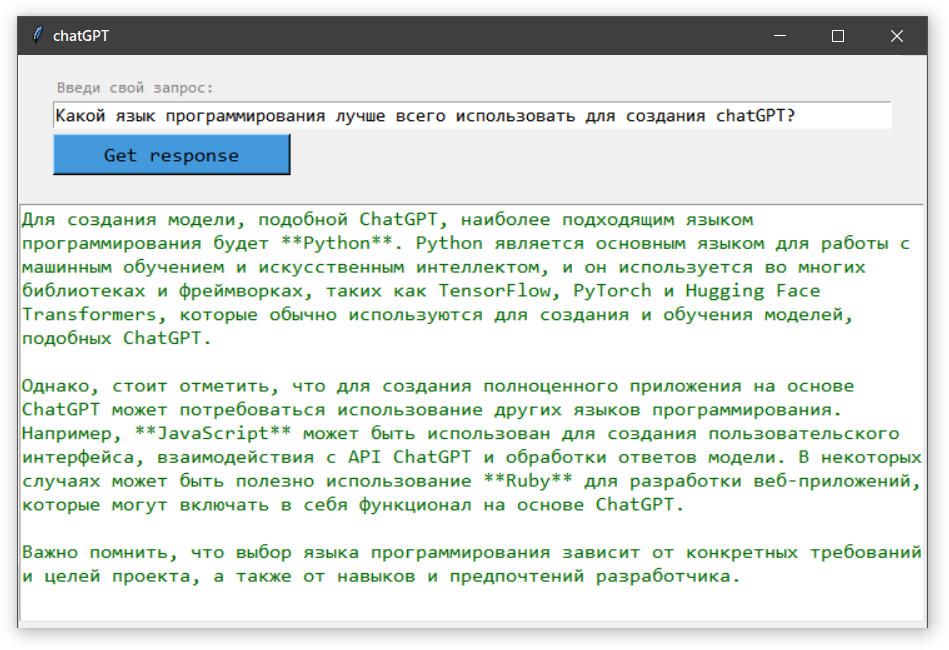 chatGPT
Введи свой запрос:
Какой язык программирования лучше всего использовать для создания chatGPT?
Get response
Для создания модели, подобной ChatGPT, наиболее подходящим языком
программирования будет **Python**. Python является основным языком для работы с
машинным обучением и искусственным интеллектом, и он используется во многих
библиотеках и фреймворках, таких как TensorFlow, PyTorch и Hugging Face
Transformers, которые обычно используются для создания и обучения моделей,
подобных ChatGPT.
Однако, стоит отметить, что для создания полноценного приложения на основе
ChatGPT может потребоваться использование других языков программирования.
Например, **JavaScript** может быть использован для создания пользовательского
интерфейса, взаимодействия с API ChatGPT и обработки ответов модели. В некоторых
случаях может быть полезно использование **Ruby** для разработки веб-приложений,
которые могут включать в себя функционал на основе ChatGPT.
Важно помнить, что выбор языка программирования зависит от конкретных требований
и целей проекта, а также от навыков и предпочтений разработчика.